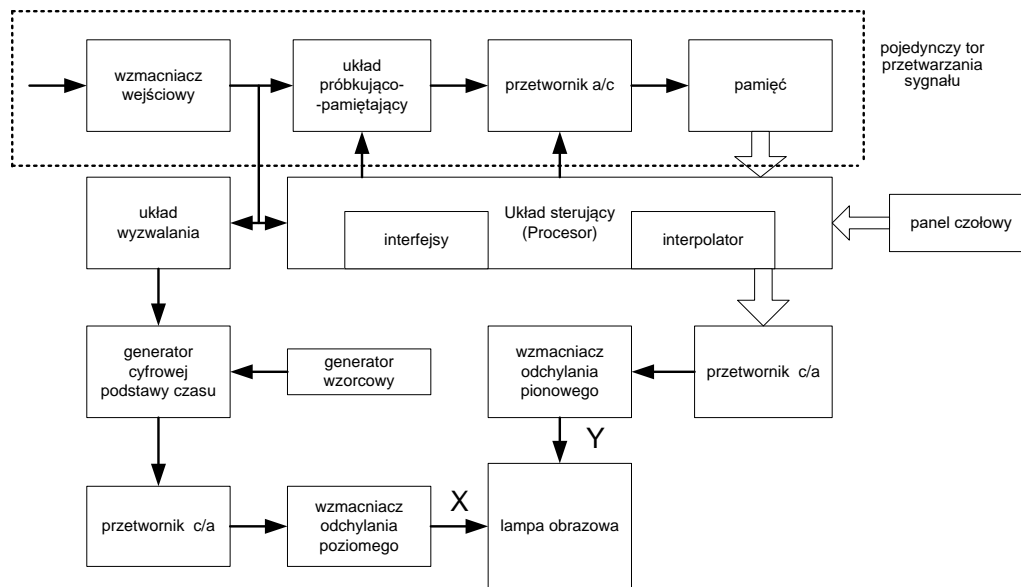 pojedynczy tor
przetwarzania
sygnału
wzmacniacz
wejściowy
układ
próbkująco-
-pamiętający
przetwornik a/c
pamięć
układ
wyzwalania
Układ sterujący
(Procesor)
interfejsy
interpolator
panel czołowy
generator
cyfrowej
podstawy czasu
generator
wzorcowy
wzmacniacz
odchylania
pionowego
przetwornik c/a
Y
przetwornik c/a
wzmacniacz
odchylania
poziomego
X
lampa obrazowa